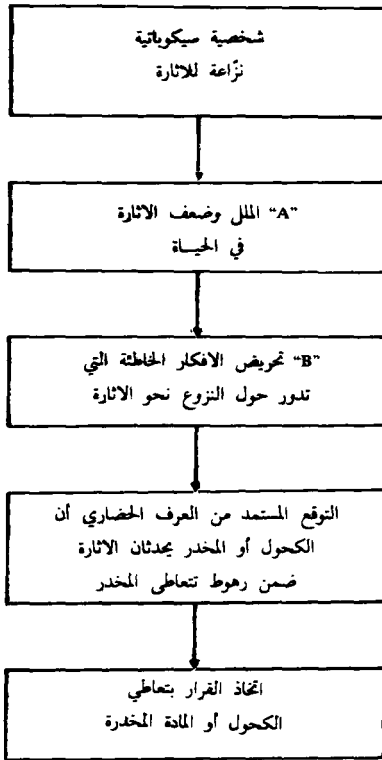 شخصية سيكوباتية
نزّاعة للاثارة
"A" الملل وضعف الاثارة
في الحياة
"B" تحريض الافكار الخاطئة التي
تدور حول النزوع نحو الاثارة
التوقع المستمد من العرف الحضاري أن
الكحول أو المخدر يحدثان الاثارة
ضمن رهوط تتعاطى المخدر
اتخاذ القرار بتعاطي
الكحول أو المادة المخدرة